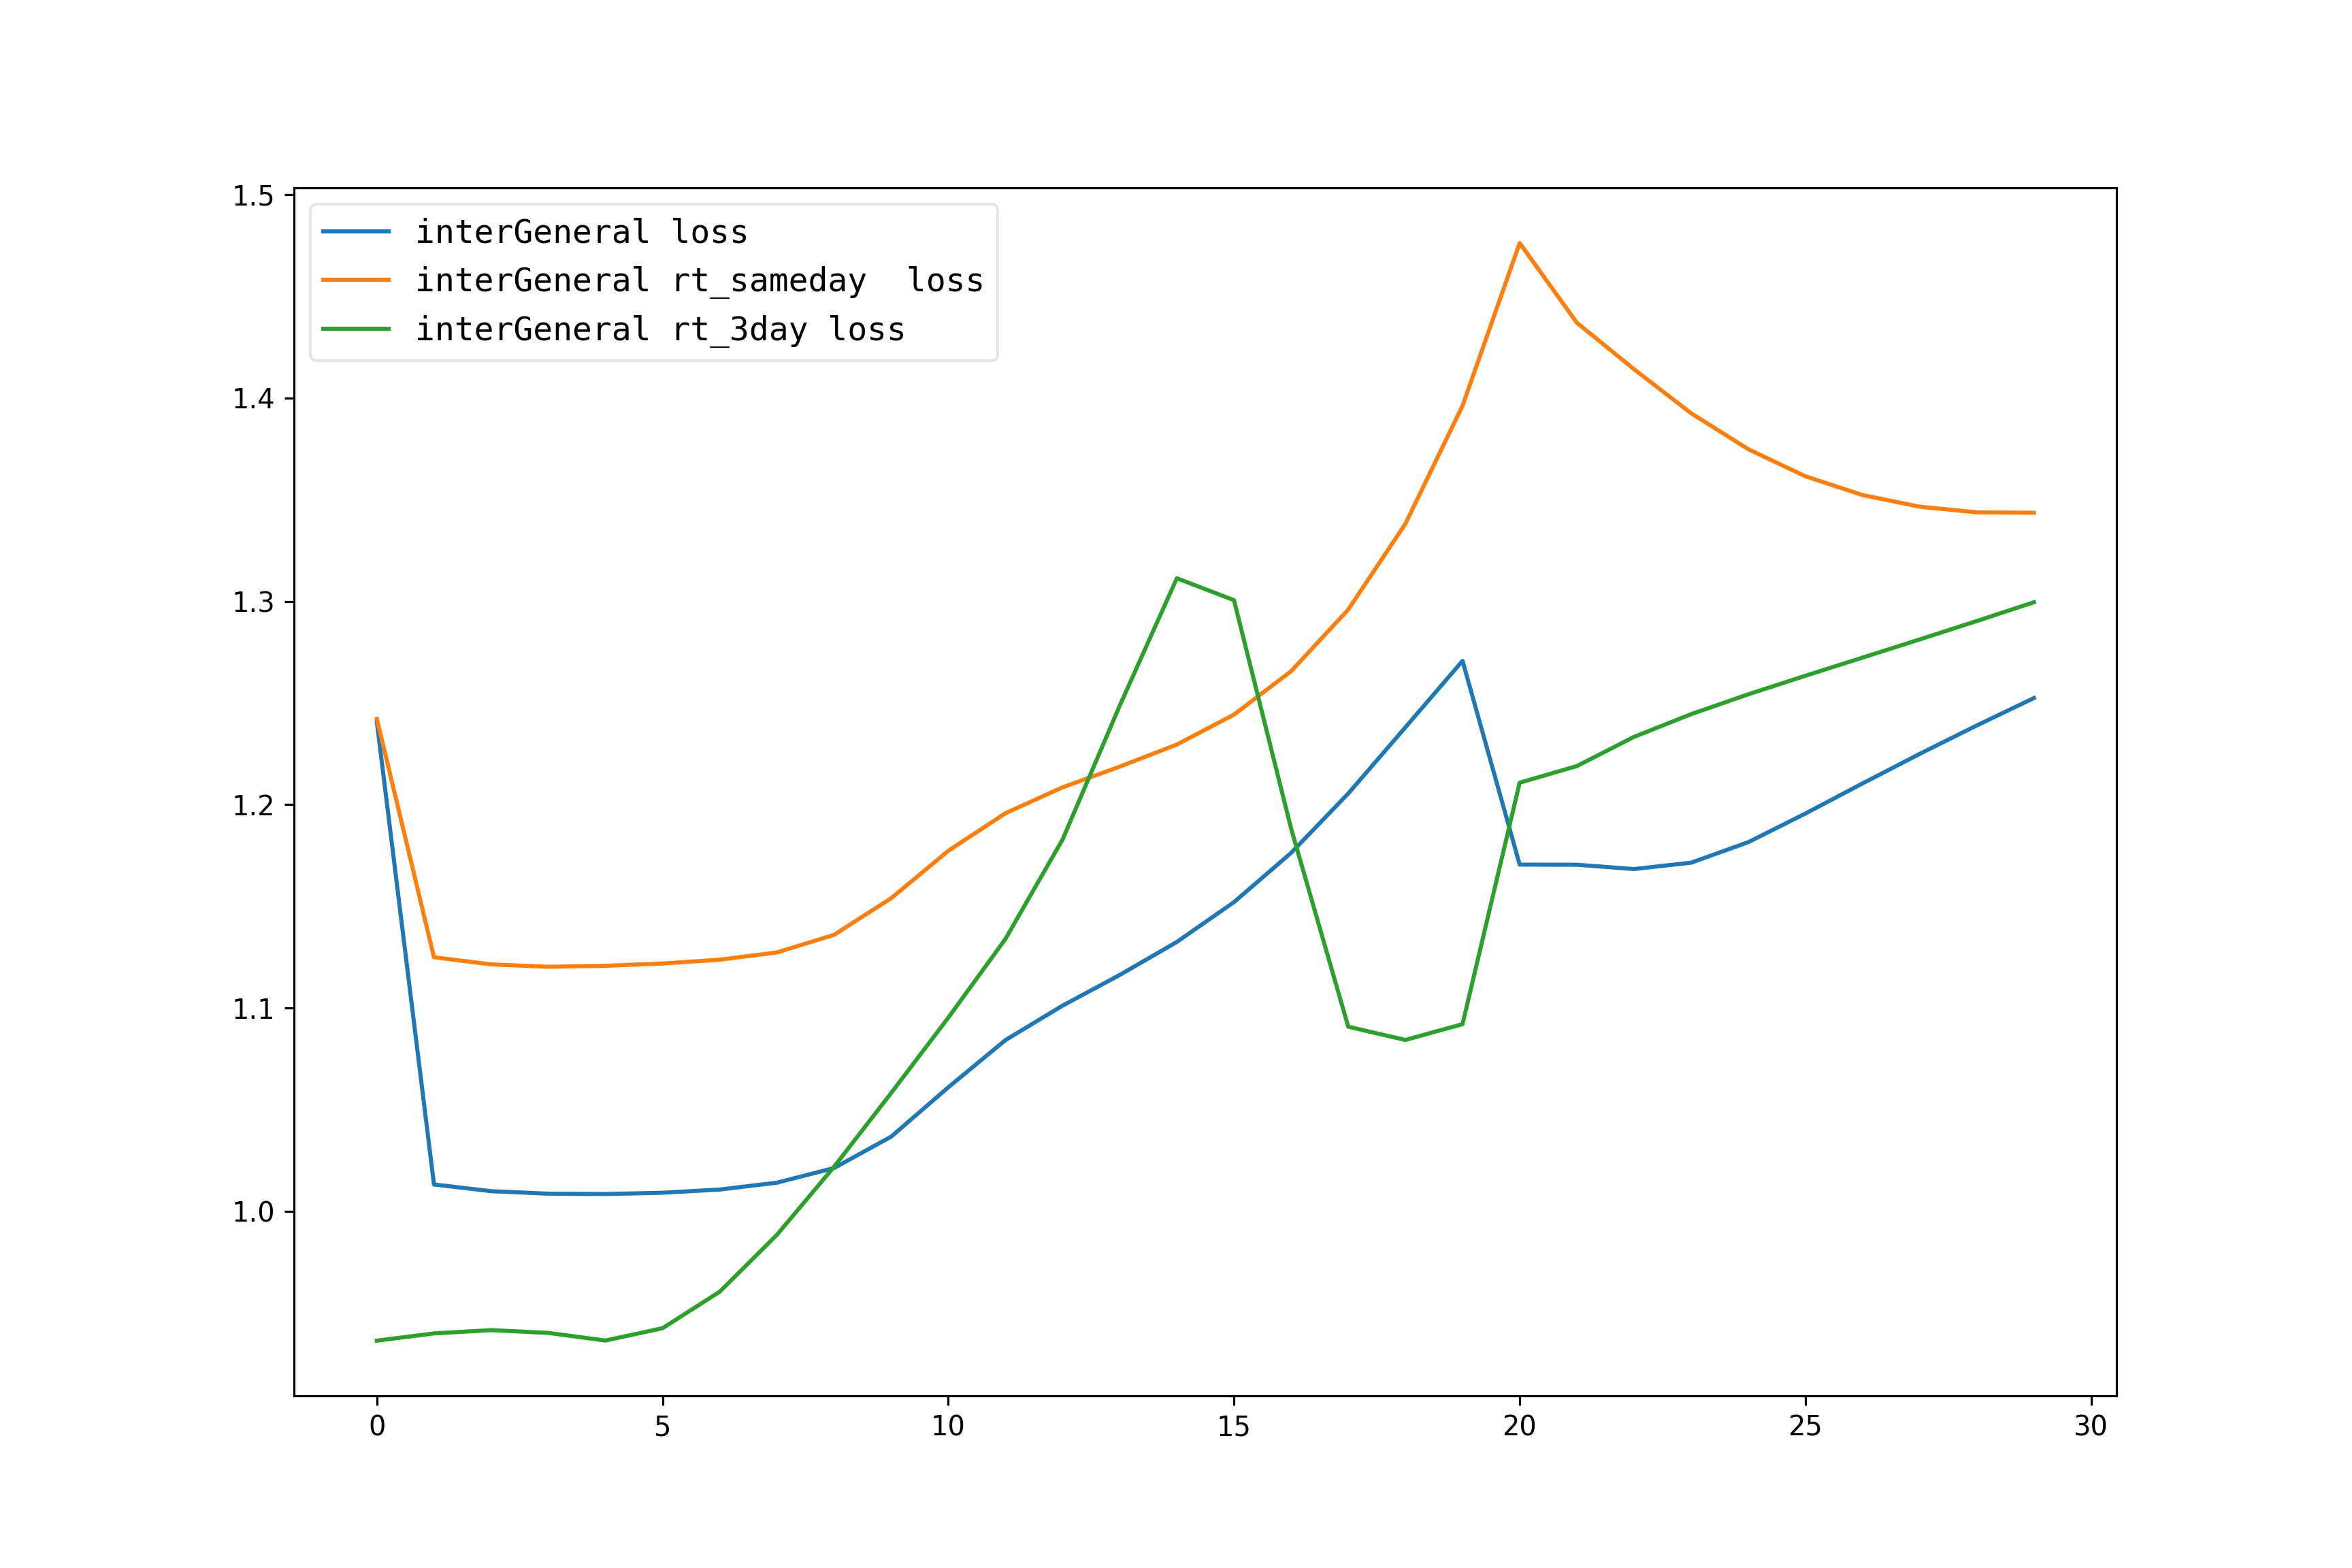 1.5
1.4
1.3
1.2
1.1
1.0
interGeneral loss
interGeneral rt_sameday  loss
interGeneral rt_3day loss
0 5 10 15 20 25 30